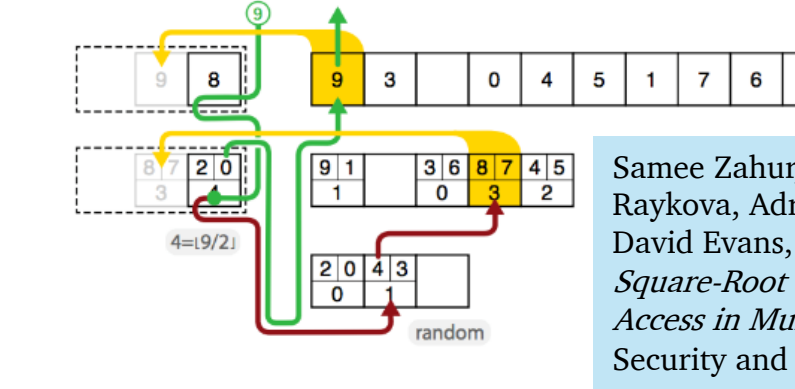 9
9 8 9 3 0 4 5 1 7 6
8 7 2 0 9 1 3 6 8 7 4 5
3 4 1 0 3 2
4=⌊9/2⌋
2 0 4 3
0 1
random
Samee Zahur
Raykova, Adr
David Evans,
Square-Root
Access in Mu
Security and